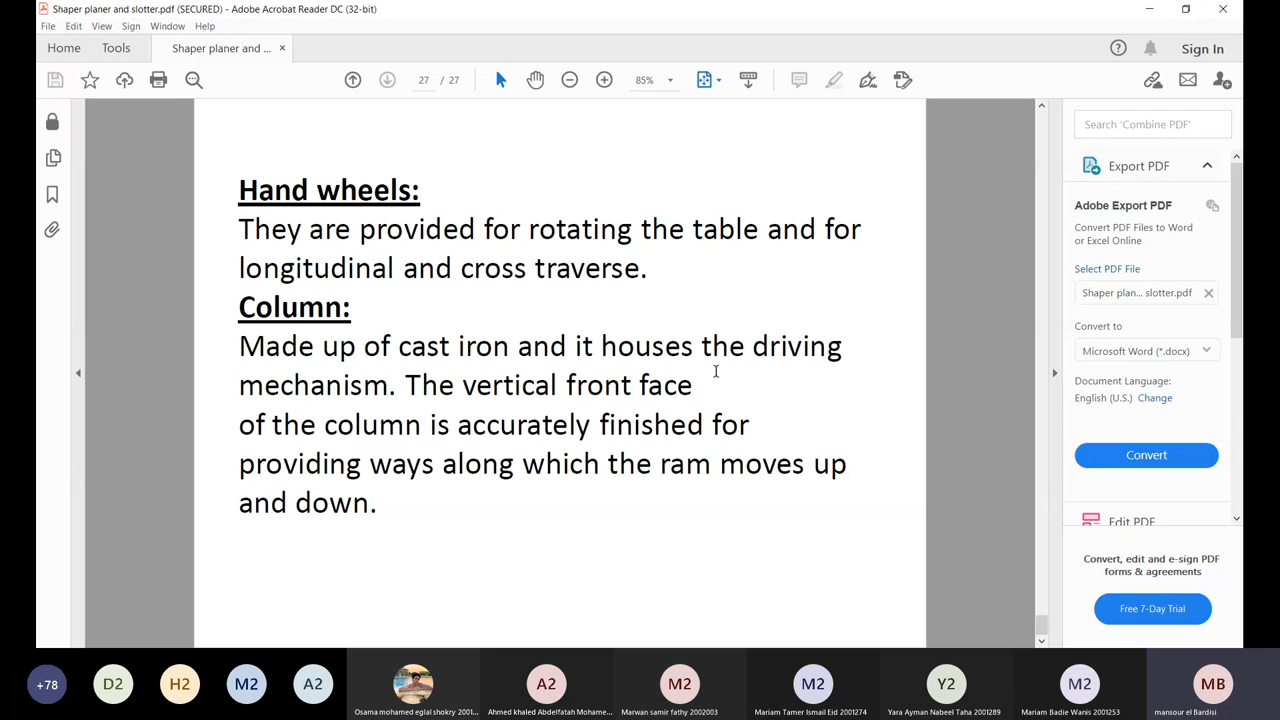 Shaper planer and slotter.pdf (SECURED) - Adobe Acrobat Reader DC (32-bit)
File Edit View Sign Window Help
Home Tools Shaper planer and ... × Sign In
27 / 27 85%
Hand wheels:
They are provided for rotating the table and for
longitudinal and cross traverse.
Column:
Made up of cast iron and it houses the driving
mechanism. The vertical front face
of the column is accurately finished for
providing ways along which the ram moves up
and down.
Search 'Combine PDF'
Export PDF
Adobe Export PDF
Convert PDF Files to Word
or Excel Online
Select PDF File
Shaper plan... slotter.pdf
Convert to
Microsoft Word (*.docx)
Document Language:
English (U.S.) Change
Convert
Edit PDF
Convert, edit and e-sign PDF
forms & agreements
Free 7-Day Trial
+78 D2 H2 M2 A2 A2 M2 M2 Y2 M2 MB
Osama mohamed eglal shokry 2001... Ahmed khaled Abdelfatah Mohame... Marwan samir fathy 2002003 Mariam Tamer Ismail Eid 2001274 Yara Ayman Nabeel Taha 2001289 Mariam Badie Wanis 2001253 mansour el Bardisi